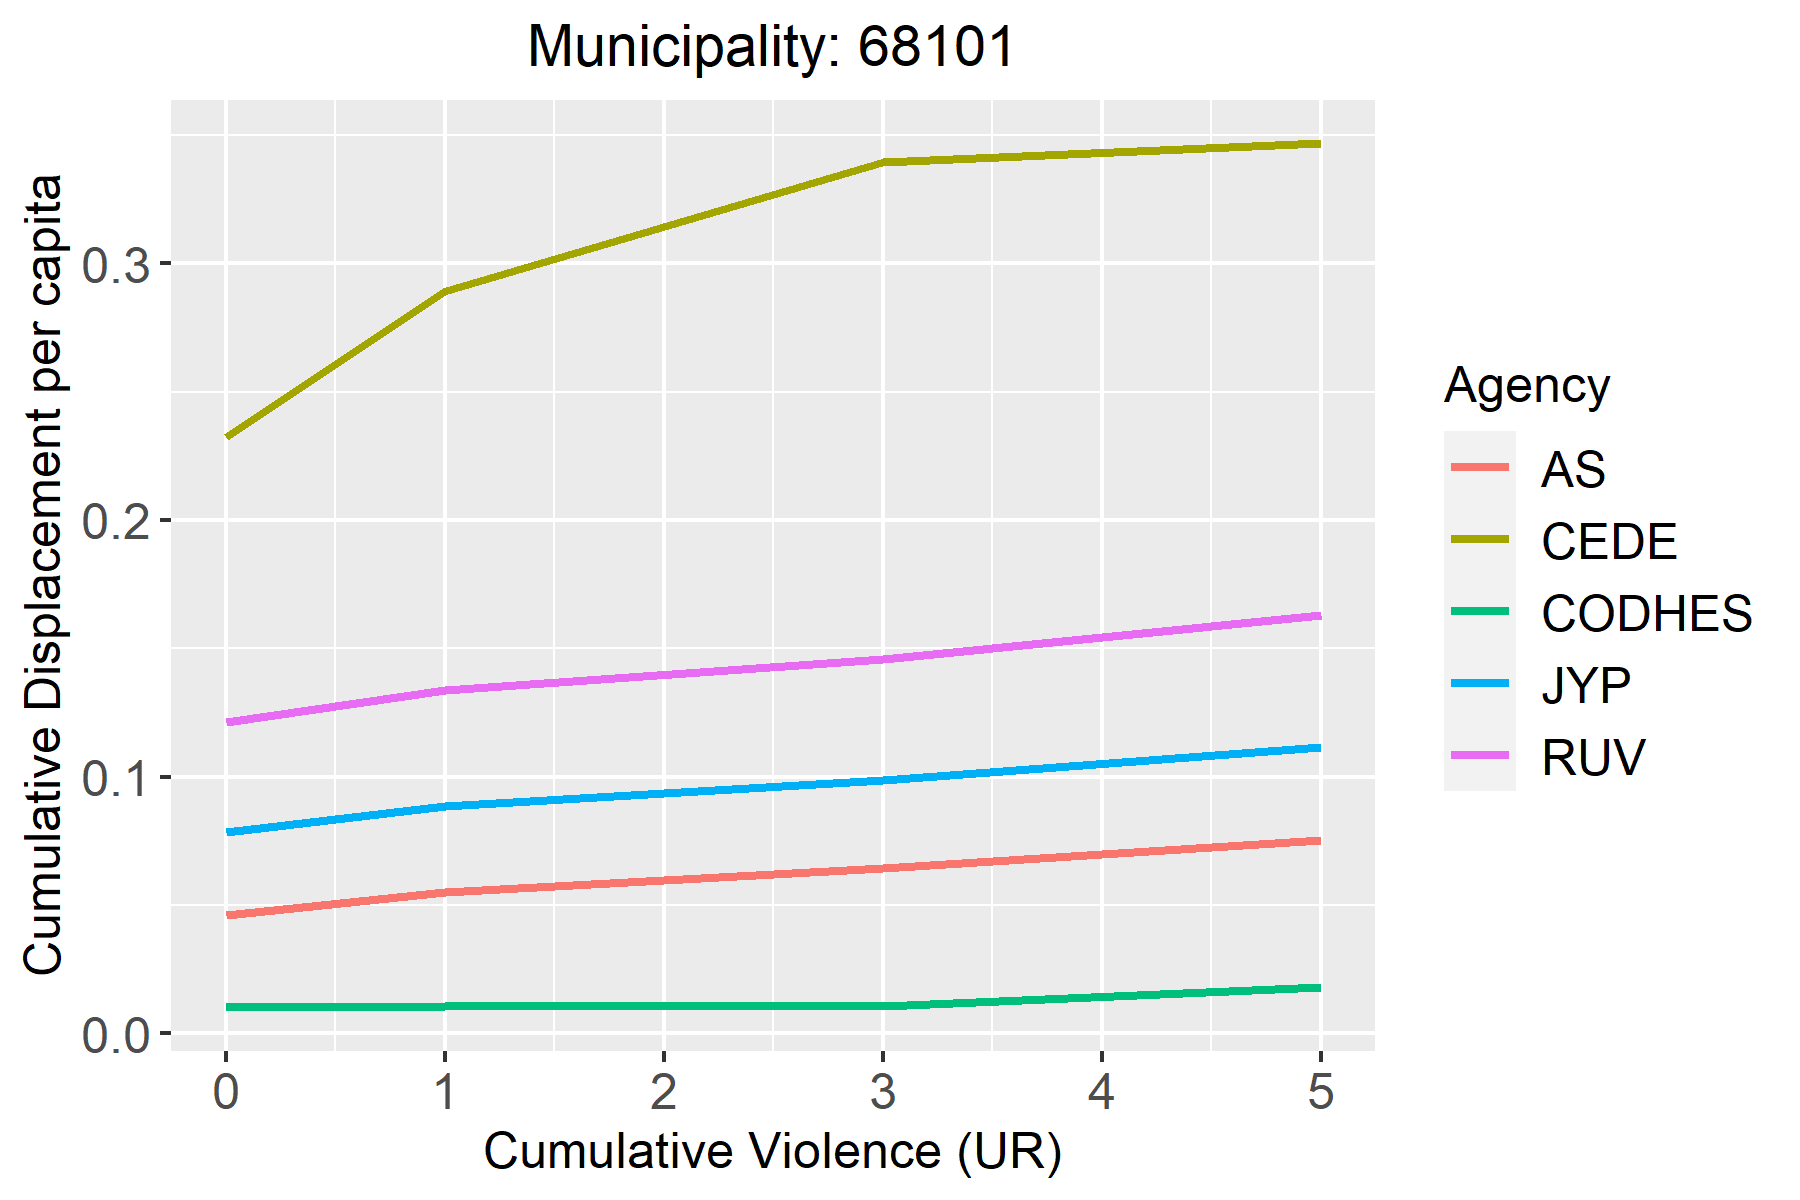 Municipality: 68101
Cumulative Displacement per capita
0.3
0.2
0.1
0.0
0 1 2 3 4 5
Cumulative Violence (UR)
Agency
AS
CEDE
CODHES
JYP
RUV